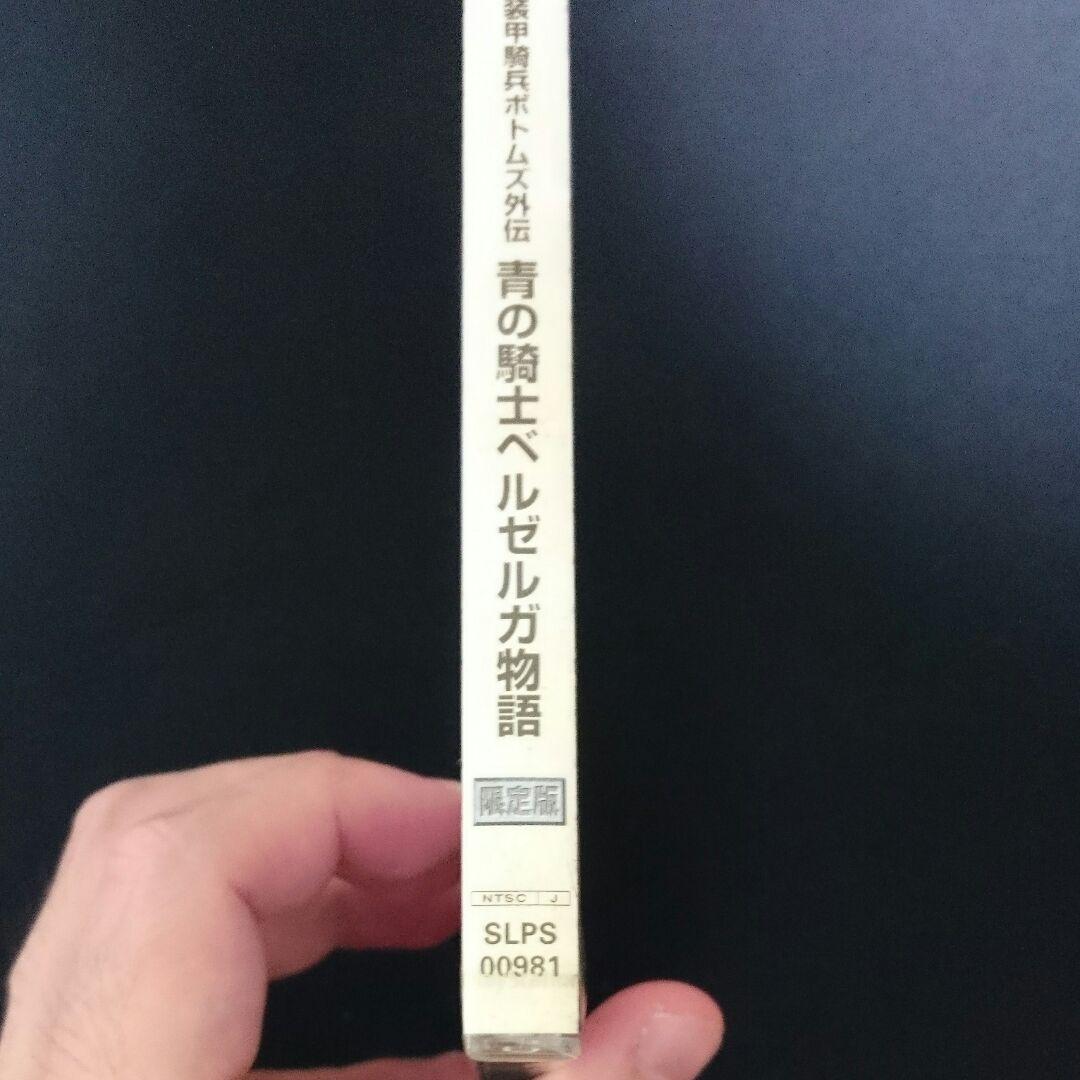 装甲騎兵ボトムズ外伝
青の騎士ベルゼルガ物語
限定版
NTSC J
SLPS
00981